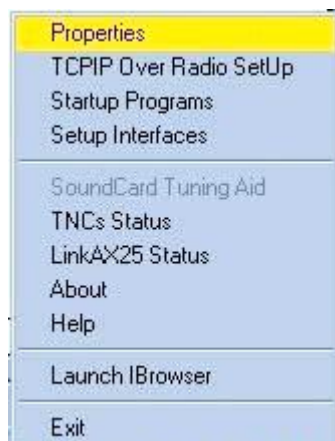 Properties
TCPIP Over Radio SetUp
Startup Programs
Setup Interfaces
SoundCard Tuning Aid
TNCs Status
LinkAX25 Status
About
Help
Launch IBrowser
Exit